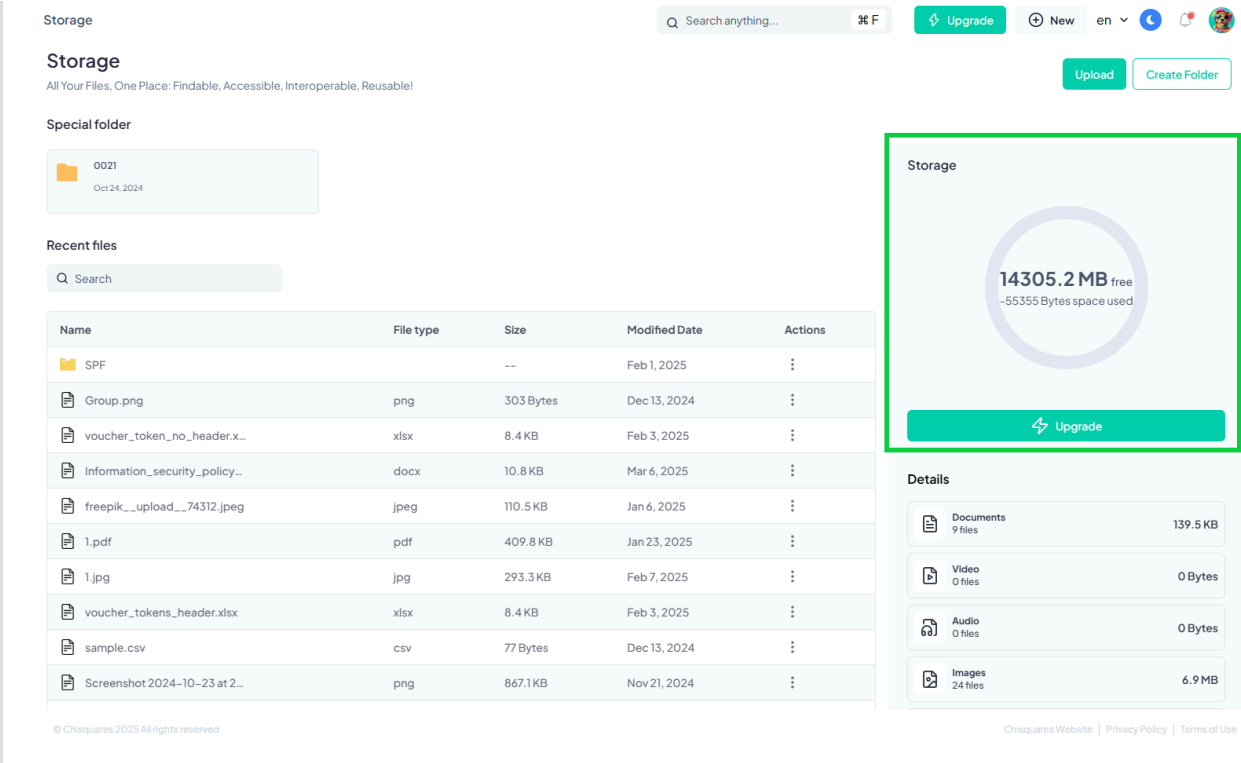 Storage
Search anything...
⌘ F
Upgrade
New
en
Storage
All Your Files, One Place: Findable, Accessible, Interoperable, Reusable!
Upload
Create Folder
Special folder
0021
Oct 24, 2024
Recent files
Search
Name File type Size Modified Date Actions
SPF -- Feb 1, 2025
Group.png png 303 Bytes Dec 13, 2024
voucher_token_no_header.x... xlsx 8.4 KB Feb 3, 2025
Information_security_policy... docx 10.8 KB Mar 6, 2025
freepik__upload__74312.jpeg jpeg 110.5 KB Jan 6, 2025
1.pdf pdf 409.8 KB Jan 23, 2025
1.jpg jpg 293.3 KB Feb 7, 2025
voucher_tokens_header.xlsx xlsx 8.4 KB Feb 3, 2025
sample.csv csv 77 Bytes Dec 13, 2024
Screenshot 2024-10-23 at 2... png 867.1 KB Nov 21, 2024
Storage
14305.2 MB free
-55355 Bytes space used
Upgrade
Details
Documents
9 files
139.5 KB
Video
0 files
0 Bytes
Audio
0 files
0 Bytes
Images
24 files
6.9 MB
© Chisquares 2025 All rights reserved
Chisquares Website | Privacy Policy | Terms of Use